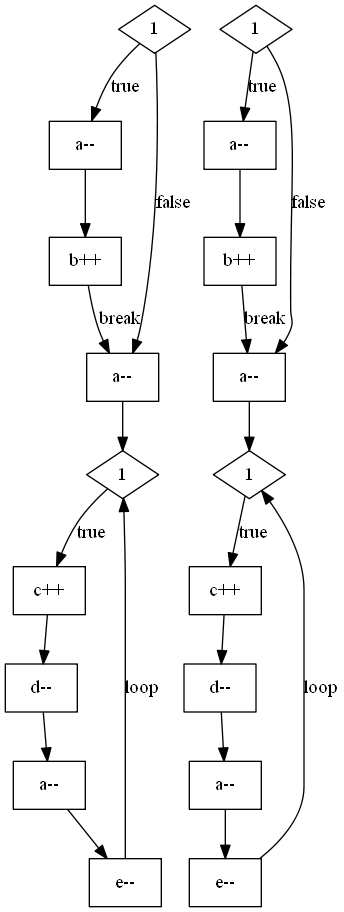 1 1
true true
a-- a--
false false
b++ b++
break break
a-- a--
1 1
true true
c++ c++
d-- d--
loop loop
a-- a--
e-- e--